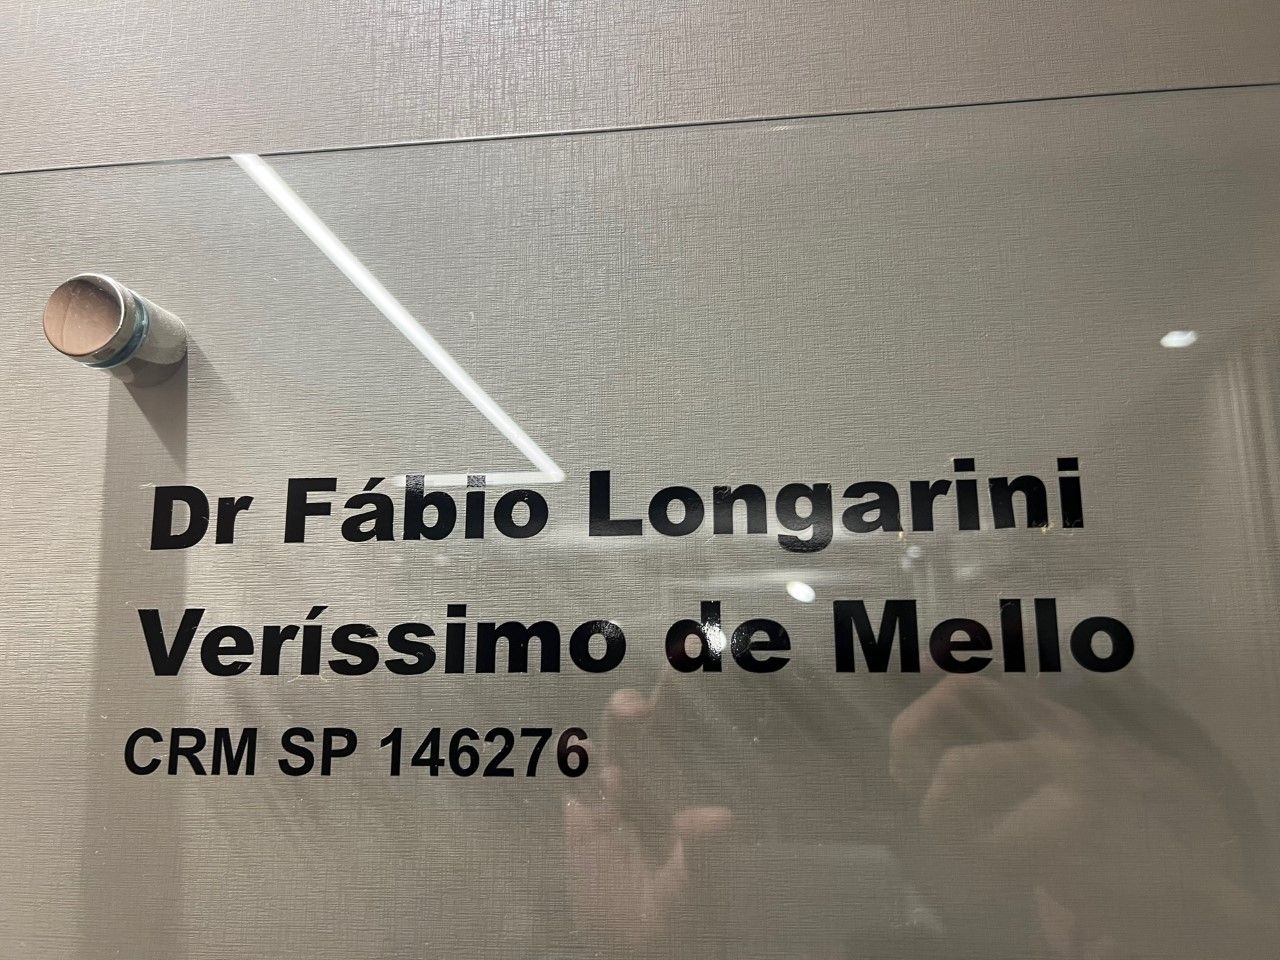 Dr Fábio Longarini
Veríssimo de Mello
CRM SP 146276